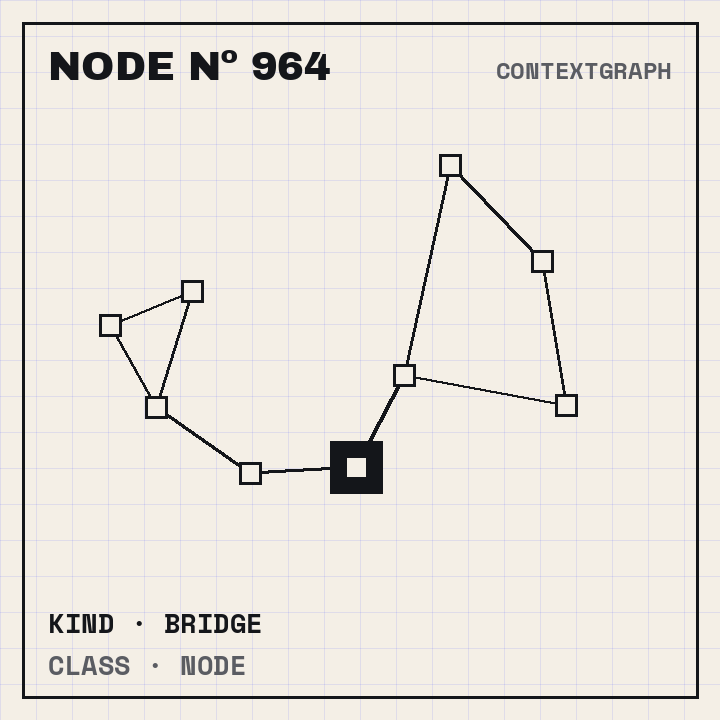 NODE Nº 964
CONTEXTGRAPH
KIND · BRIDGE
CLASS · NODE